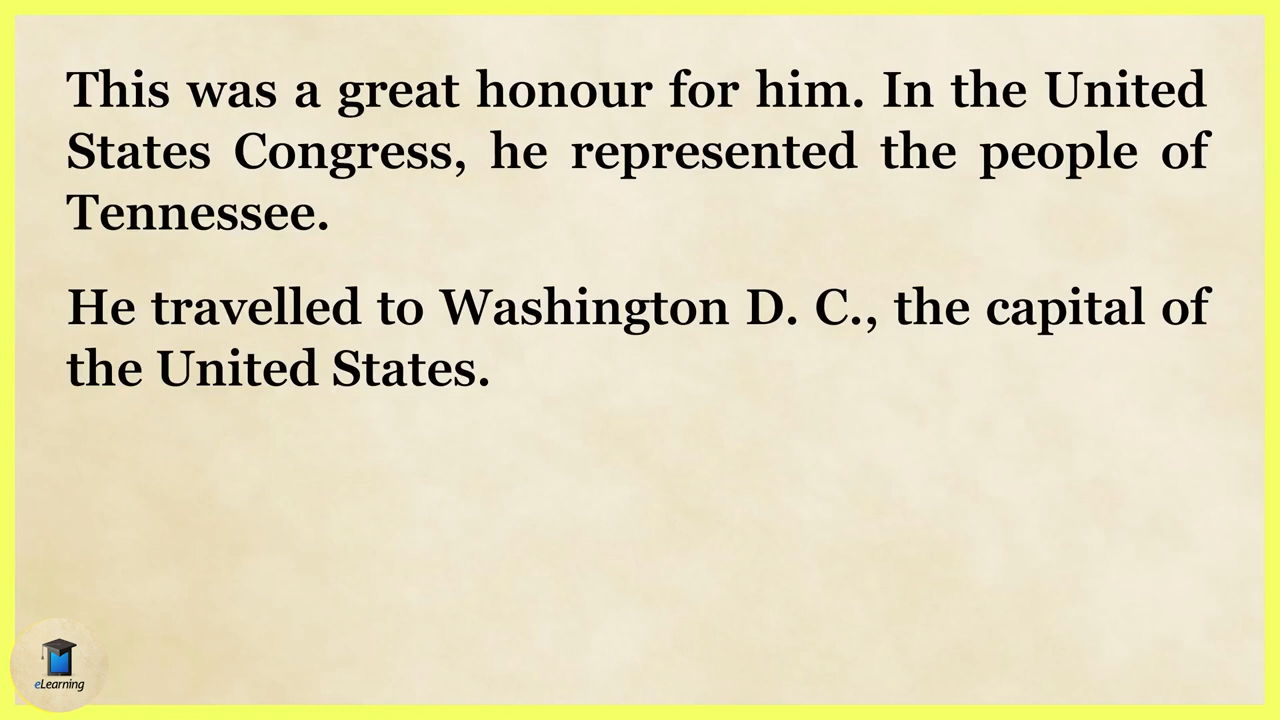 This was a great honour for him. In the United
States Congress, he represented the people of
Tennessee.
He travelled to Washington D. C., the capital of
the United States.
eLearning